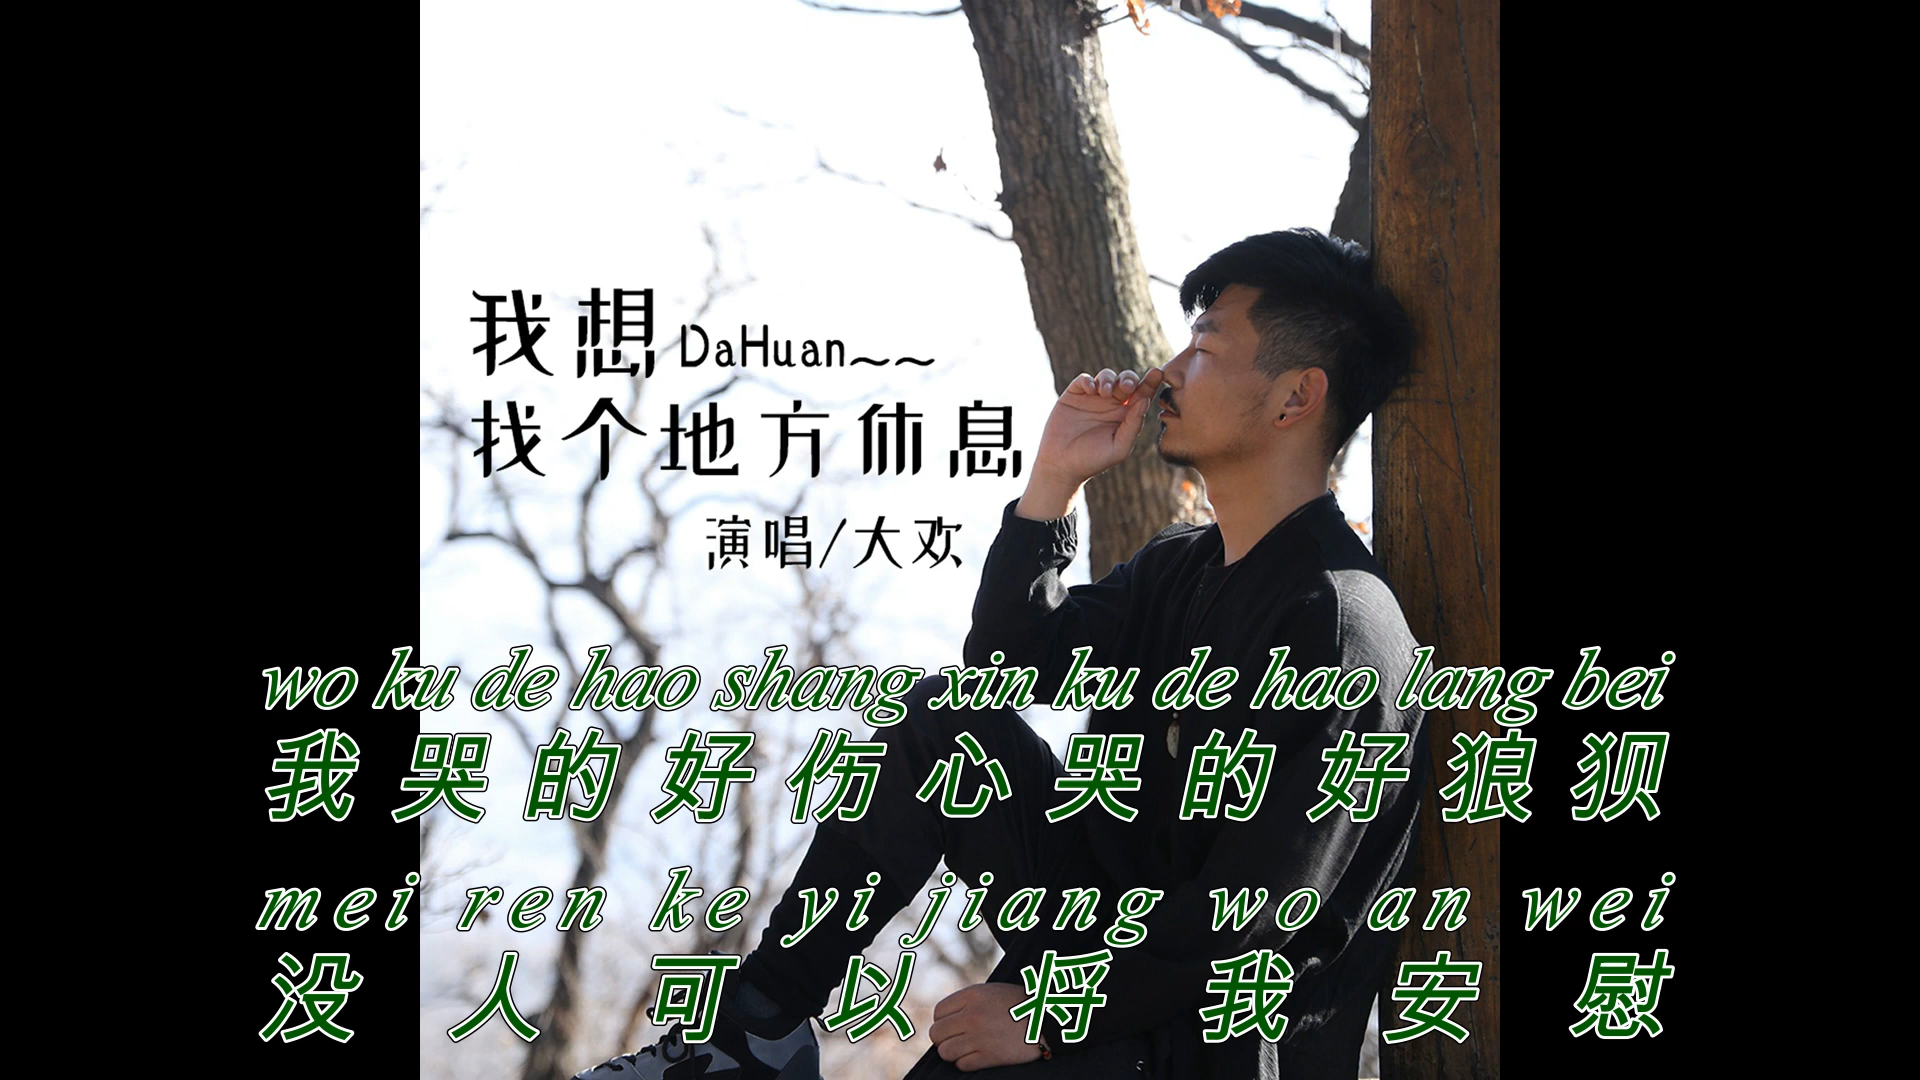 我想 DaHuan~~
找个地方休息
演唱/大欢
wo ku de hao shang xin ku de hao lang bei
我哭的好伤心哭的好狼狈
mei ren ke yi jiang wo an wei
没人可以将我安慰